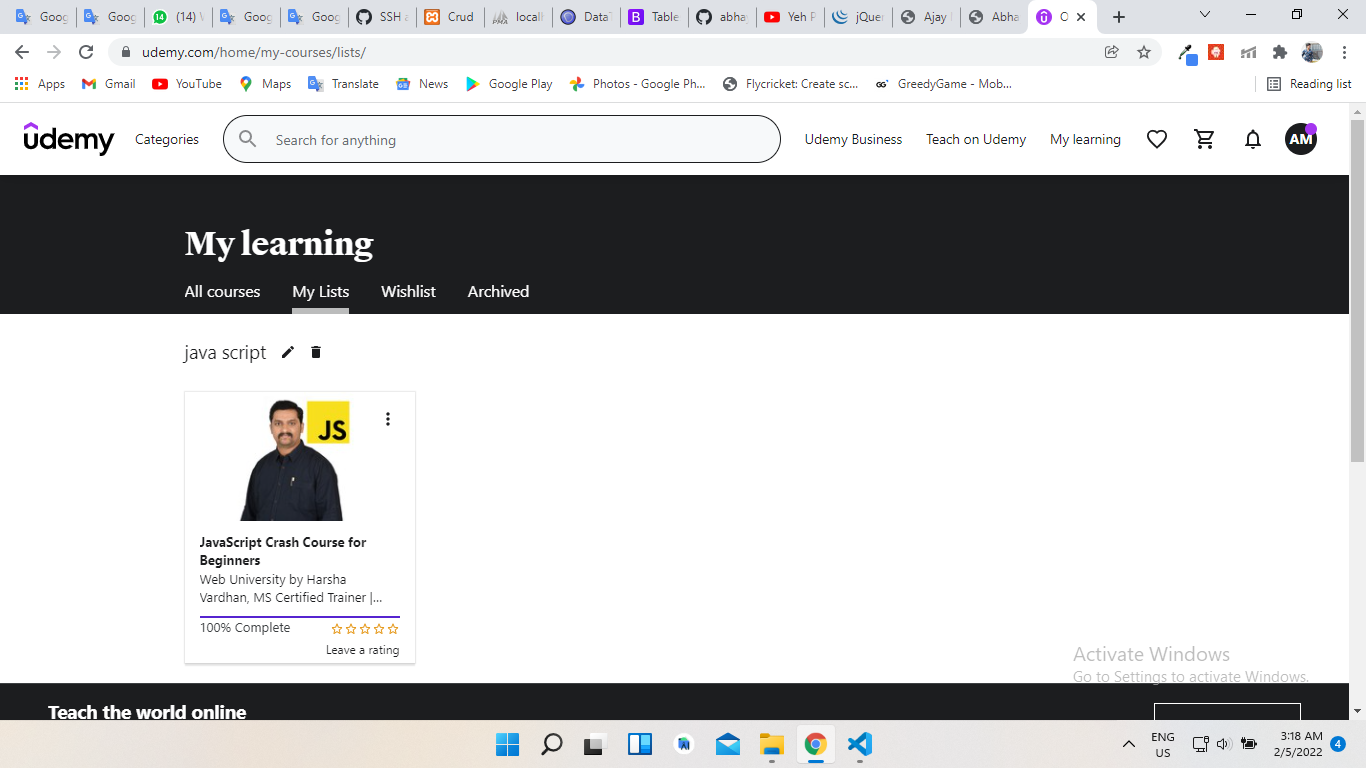 Goog
Goog
(14)
Goog
Goog
SSH
Crud
locall
Data
Table
abha
Yeh P
jQuer
Ajay
Abha
udemy.com/home/my-courses/lists/
Apps
Gmail
YouTube
Maps
Translate
News
Google Play
Photos - Google Ph...
Flycricket: Create sc...
GreedyGame - Mob...
Reading list
ûdemy
Categories
Search for anything
Udemy Business
Teach on Udemy
My learning
AM
My learning
All courses
My Lists
Wishlist
Archived
java script
JS
JavaScript Crash Course for
Beginners
Web University by Harsha
Vardhan, MS Certified Trainer |...
100% Complete
Leave a rating
Activate Windows
Go to Settings to activate Windows.
Teach the world online
ENG
US
3:18 AM
2/5/2022
4